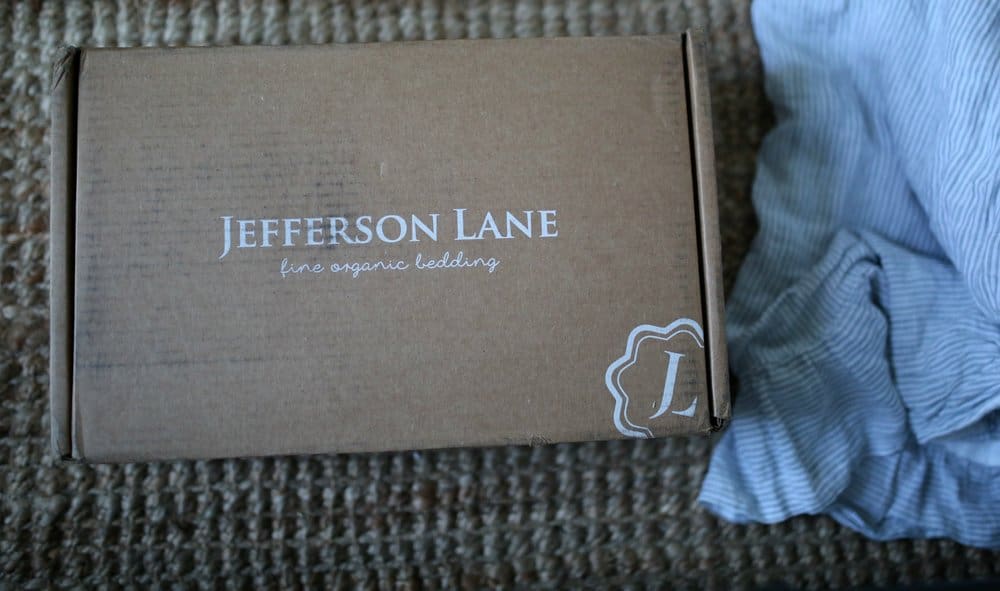 JEFFERSON LANE
fine organic bedding
JL